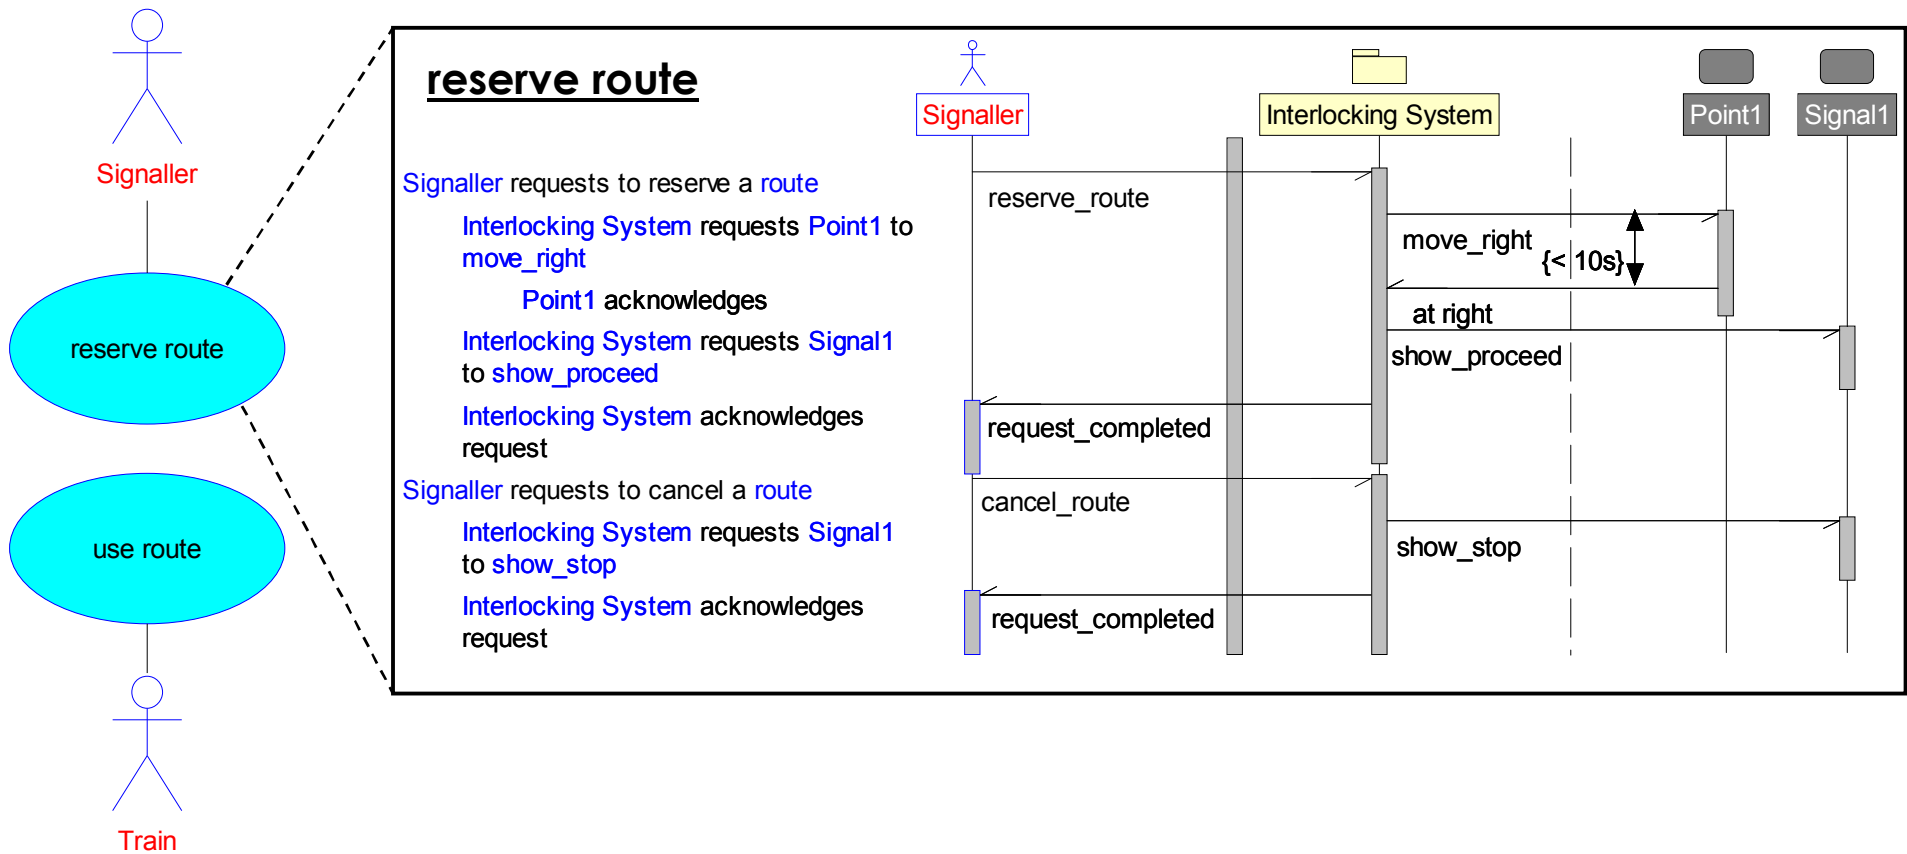 Signaller
reserve route
use route
Train
reserve route
Signaller
Interlocking System
Point1
Signal1
Signaller requests to reserve a route
Interlocking System requests Point1 to
move_right
Point1 acknowledges
Interlocking System requests Signal1
to show_proceed
Interlocking System acknowledges
request
Signaller requests to cancel a route
Interlocking System requests Signal1
to show_stop
Interlocking System acknowledges
request
reserve_route
move_right
{< 10s}
at right
show_proceed
request_completed
cancel_route
show_stop
request_completed